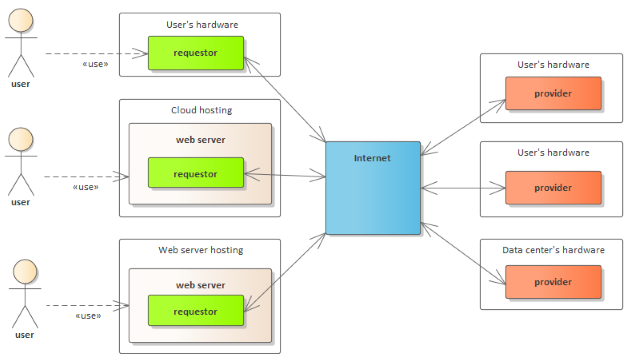 User's hardware
requestor
«use»
user
Cloud hosting
web server
requestor
«use»
user
Web server hosting
web server
requestor
«use»
user
Internet
User's hardware
provider
User's hardware
provider
Data center's hardware
provider